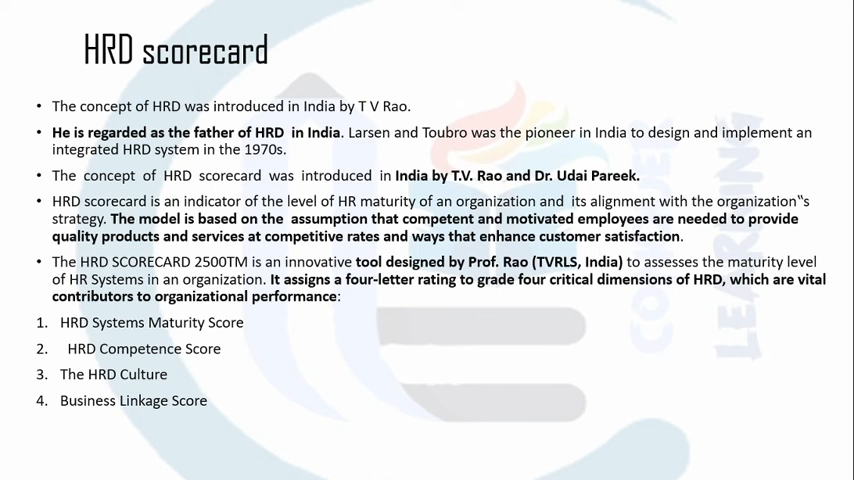 HRD scorecard
• The concept of HRD was introduced in India by T V Rao.
• He is regarded as the father of HRD in India. Larsen and Toubro was the pioneer in India to design and implement an
integrated HRD system in the 1970s.
• The concept of HRD scorecard was introduced in India by T.V. Rao and Dr. Udai Pareek.
• HRD scorecard is an indicator of the level of HR maturity of an organization and its alignment with the organization‟s
strategy. The model is based on the assumption that competent and motivated employees are needed to provide
quality products and services at competitive rates and ways that enhance customer satisfaction.
• The HRD SCORECARD 2500TM is an innovative tool designed by Prof. Rao (TVRLS, India) to assesses the maturity level
of HR Systems in an organization. It assigns a four-letter rating to grade four critical dimensions of HRD, which are vital
contributors to organizational performance:
1. HRD Systems Maturity Score
2. HRD Competence Score
3. The HRD Culture
4. Business Linkage Score
LEARNING